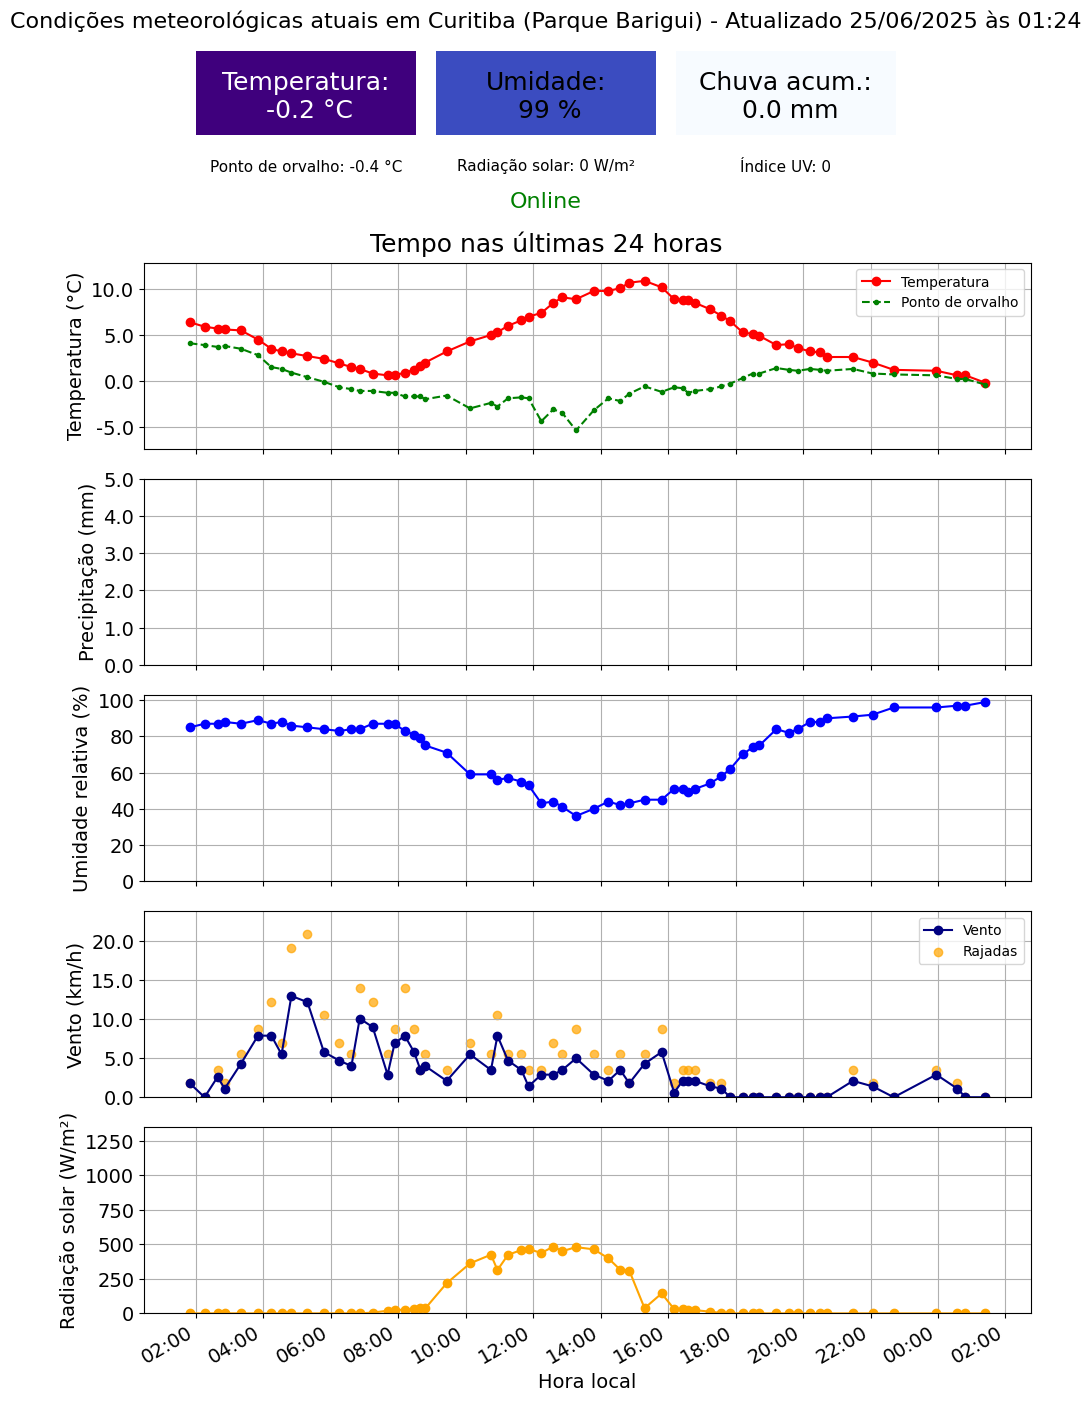 Condições meteorológicas atuais em Curitiba (Parque Barigui) - Atualizado 25/06/2025 às 01:24
Temperatura:
-0.2 °C
Umidade:
99 %
Chuva acum.:
0.0 mm
Ponto de orvalho: -0.4 °C
Radiação solar: 0 W/m²
Índice UV: 0
Online
Tempo nas últimas 24 horas
Temperatura (°C)
10.0
5.0
0.0
-5.0
Temperatura
Ponto de orvalho
Precipitação (mm)
5.0
4.0
3.0
2.0
1.0
0.0
Umidade relativa (%)
100
80
60
40
20
0
Vento (km/h)
20.0
15.0
10.0
5.0
0.0
Vento
Rajadas
Radiação solar (W/m²)
1250
1000
750
500
250
0
02:00 04:00 06:00 08:00 10:00 12:00 14:00 16:00 18:00 20:00 22:00 00:00 02:00
Hora local